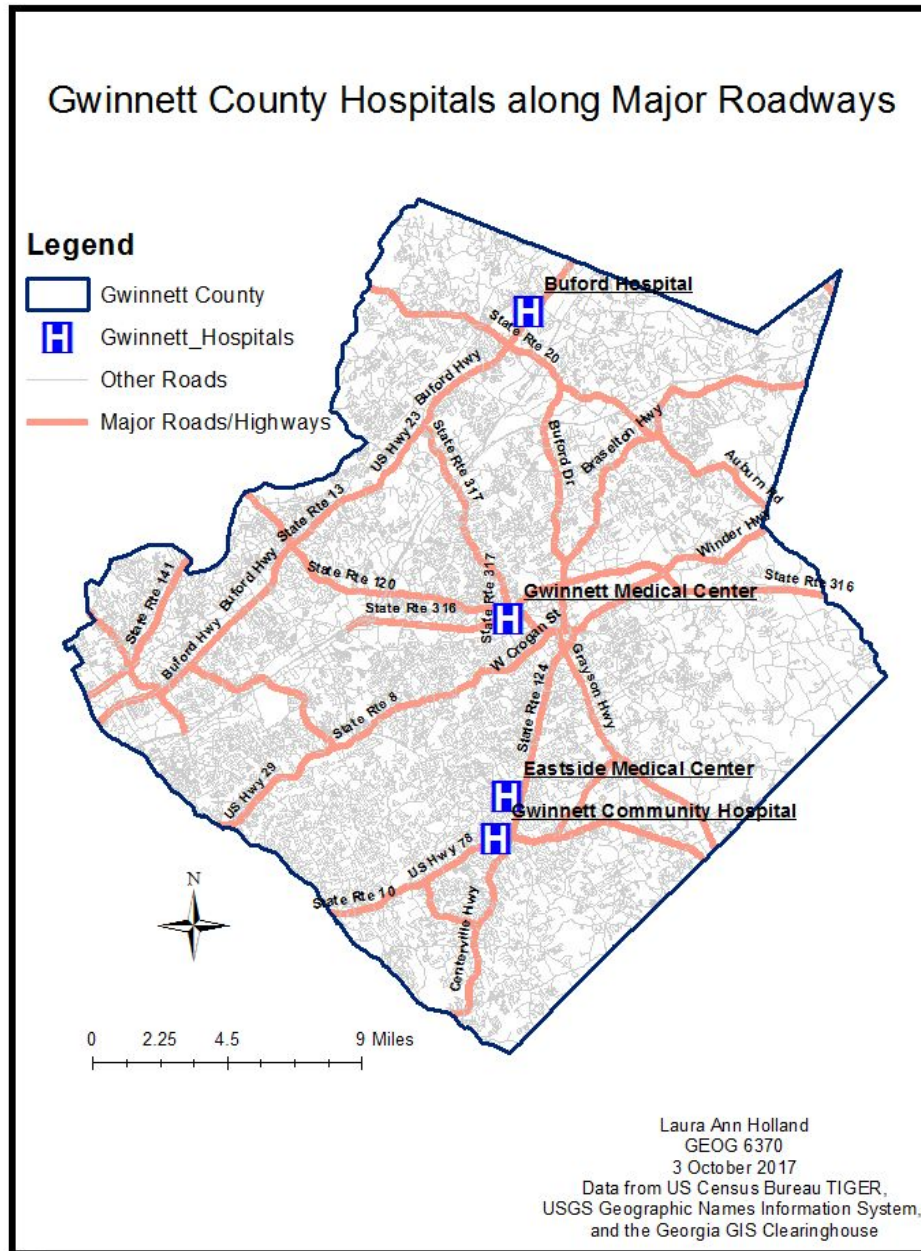 Gwinnett County Hospitals along Major Roadways
Legend
Gwinnett County
H
Gwinnett_Hospitals
Other Roads
Major Roads/Highways
Buford Hospital
H
State Rte 20
Buford Hwy
US Hwy 23
State Rte 317
Buford Dr
Braselton Hwy
Auburn Rd
Winder Hwy
State Rte 13
Buford Hwy
State Rte 141
Buford Hwy
State Rte 120
State Rte 316
State Rte 317
Gwinnett Medical Center
H
State Rte 316
W Crogan St
State Rte 124
Grayson Hwy
State Rte 8
US Hwy 29
Eastside Medical Center
H
Gwinnett Community Hospital
H
US Hwy 78
State Rte 10
Centerville Hwy
N
0 2.25 4.5 9 Miles
Laura Ann Holland
GEOG 6370
3 October 2017
Data from US Census Bureau TIGER,
USGS Geographic Names Information System,
and the Georgia GIS Clearinghouse